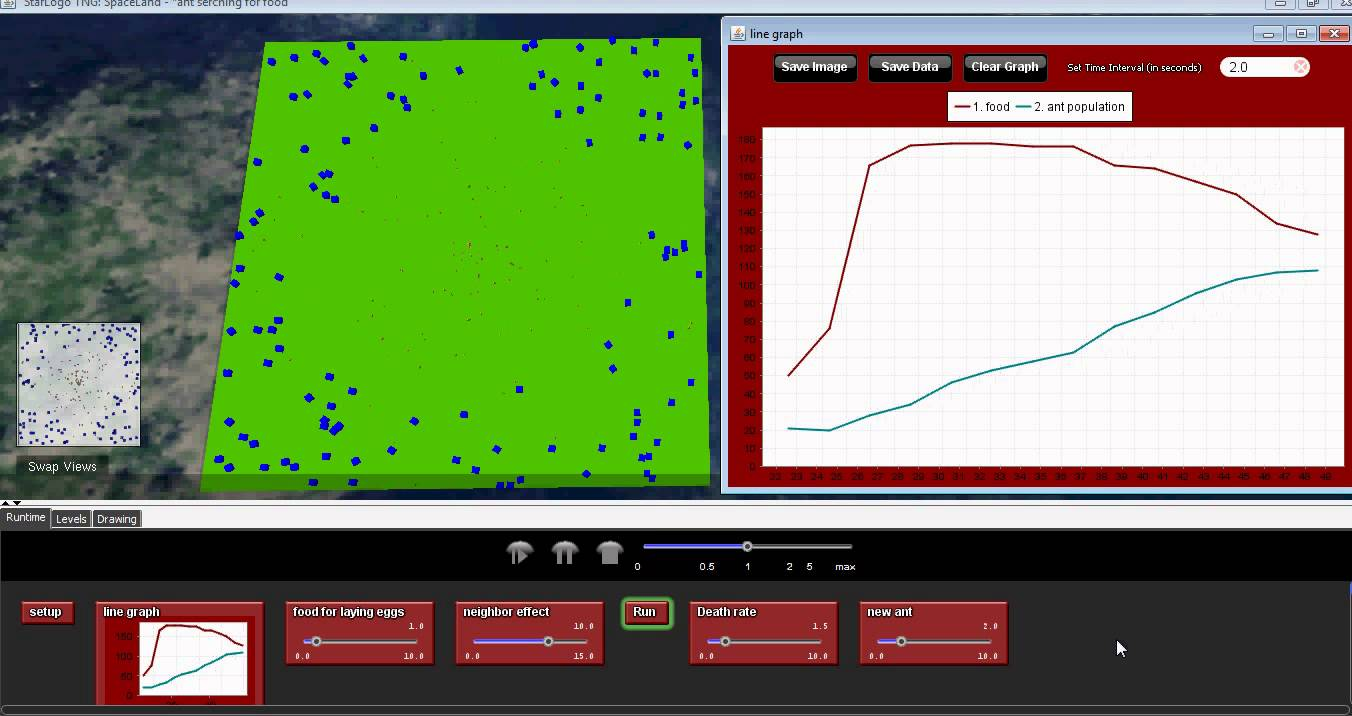 StarLogo TNG: SpaceLand - *ant serching for food
line graph
Save Image
Save Data
Clear Graph
Set Time Interval (in seconds)
2.0
1. food
2. ant population
180
170
160
150
140
130
120
110
100
90
80
70
60
50
40
30
20
10
0
22 23 24 25 26 27 28 29 30 31 32 33 34 35 36 37 38 39 40 41 42 43 44 45 46 47 48 49
Swap Views
Runtime Levels Drawing
0 0.5 1 2 5 max
setup
line graph
150
100
50
0
food for laying eggs
1.0
0.0 10.0
neighbor effect
10.0
0.0 15.0
Run
Death rate
1.5
0.0 10.0
new ant
2.0
0.0 10.0